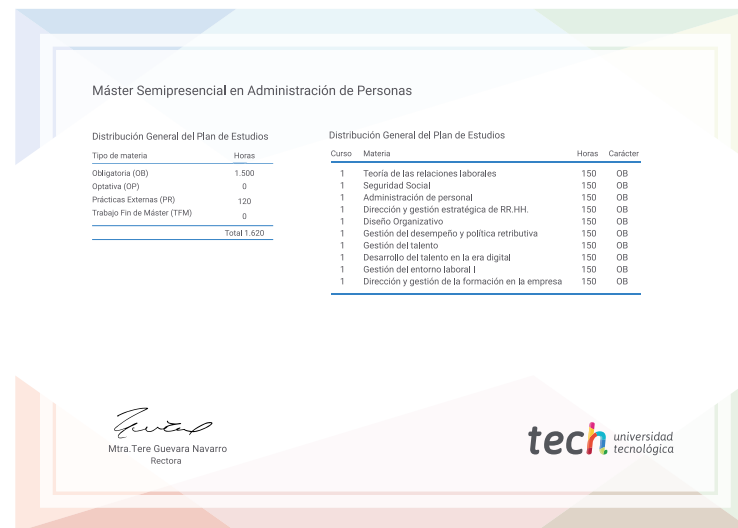 Máster Semipresencial en Administración de Personas
Distribución General del Plan de Estudios
Tipo de materia Horas
Obligatoria (OB) 1.500
Optativa (OP) 0
Prácticas Externas (PR) 120
Trabajo Fin de Máster (TFM) 0
Total 1.620
Distribución General del Plan de Estudios
Curso Materia Horas Carácter
1 Teoría de las relaciones laborales 150 OB
1 Seguridad Social 150 OB
1 Administración de personal 150 OB
1 Dirección y gestión estratégica de RR.HH. 150 OB
1 Diseño Organizativo 150 OB
1 Gestión del desempeño y política retributiva 150 OB
1 Gestión del talento 150 OB
1 Desarrollo del talento en la era digital 150 OB
1 Gestión del entorno laboral I 150 OB
1 Dirección y gestión de la formación en la empresa 150 OB
Mtra.Tere Guevara Navarro
Rectora
tech universidad
tecnológica